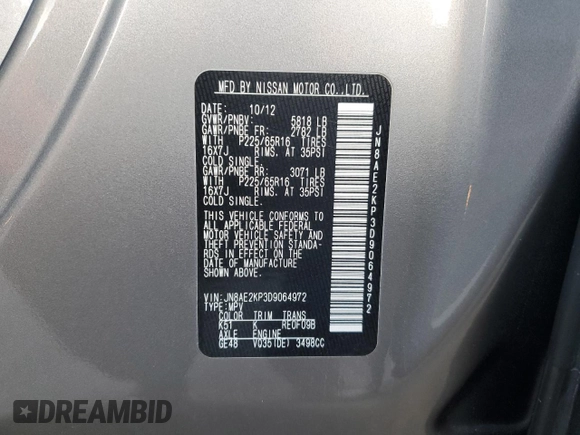 MFD BY NISSAN MOTOR CO.,LTD.
DATE: 10/12
GVWR/PNBV: 5818 LB
GAWR/PNBE FR: 2782 LB
WITH P225/65R16 TIRES
16X7J RIMS. AT 35PSI
COLD SINGLE.
GAWR/PNBE RR: 3071 LB
WITH P225/65R16 TIRES
16X7J RIMS. AT 35PSI
COLD SINGLE.
THIS VEHICLE CONFORMS TO
ALL APPLICABLE FEDERAL
MOTOR VEHICLE SAFETY AND
THEFT PREVENTION STANDA-
RDS IN EFFECT ON THE
DATE OF MANUFACTURE
SHOWN ABOVE.
VIN:JN8AE2KP3D9064972
TYPE:MPV
COLOR TRIM TRANS
K51 K RE0F09B
AXLE ENGINE
GE48 VQ35(DE) 3498CC
JN8AE2KP3D9064972
DREAMBID